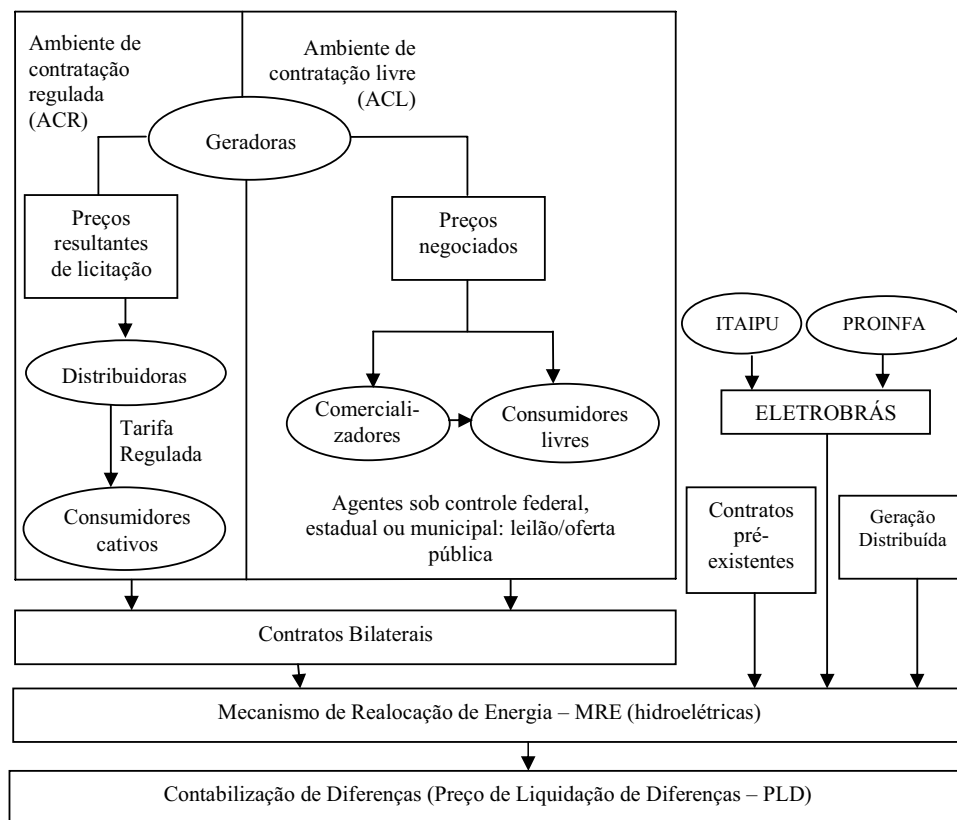 Ambiente de
contratação
regulada
(ACR)
Ambiente de
contratação livre
(ACL)
Geradoras
Preços
resultantes
de licitação
Preços
negociados
ITAIPU
PROINFA
Distribuidoras
Comerciali-
zadores
Consumidores
livres
ELETROBRÁS
Tarifa
Regulada
Consumidores
cativos
Agentes sob controle federal,
estadual ou municipal: leilão/oferta
pública
Contratos
pré-
existentes
Geração
Distribuída
Contratos Bilaterais
Mecanismo de Realocação de Energia – MRE (hidroelétricas)
Contabilização de Diferenças (Preço de Liquidação de Diferenças – PLD)